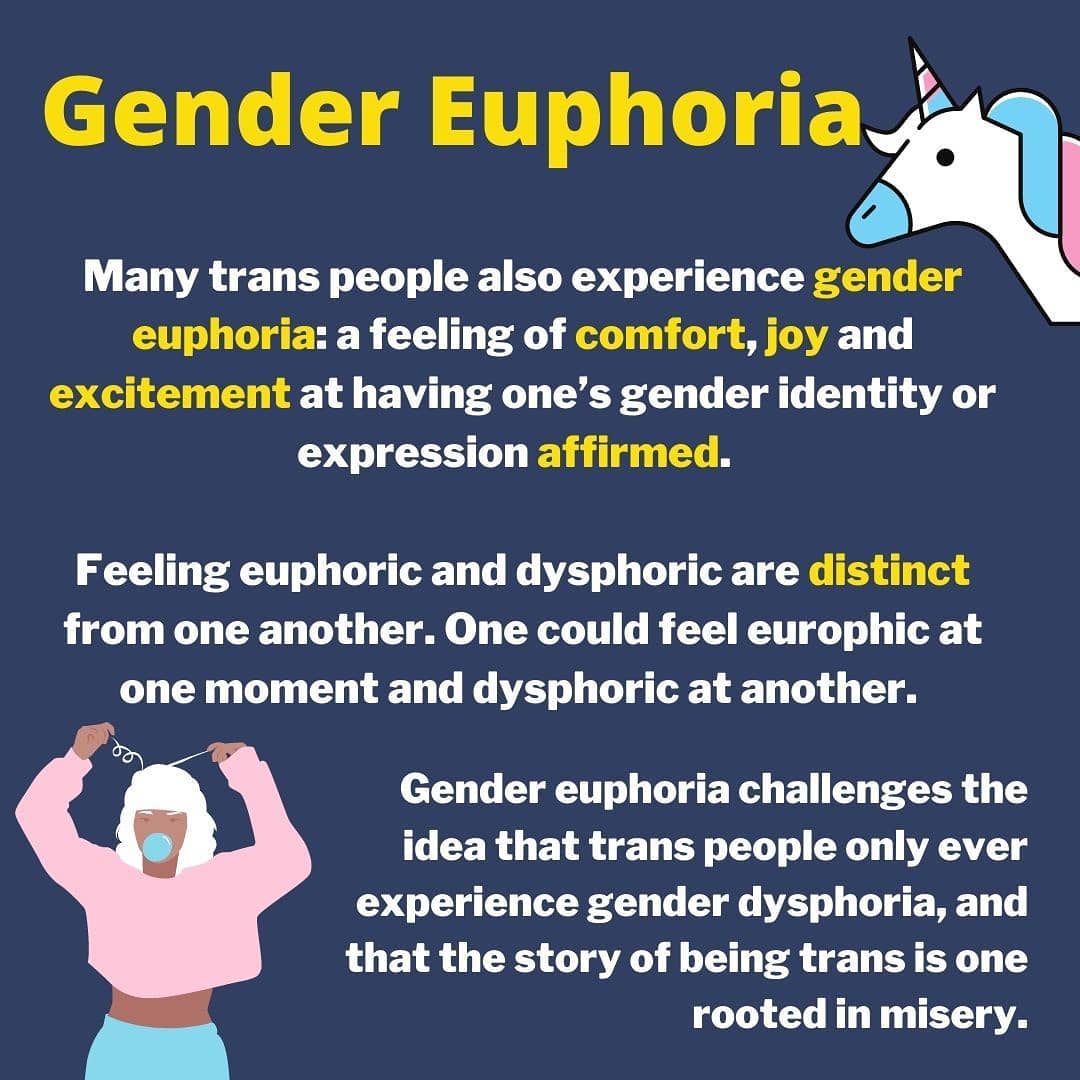 Gender Euphoria
Many trans people also experience gender
euphoria: a feeling of comfort, joy and
excitement at having one’s gender identity or
expression affirmed.
Feeling euphoric and dysphoric are distinct
from one another. One could feel europhic at
one moment and dysphoric at another.
Gender euphoria challenges the
idea that trans people only ever
experience gender dysphoria, and
that the story of being trans is one
rooted in misery.